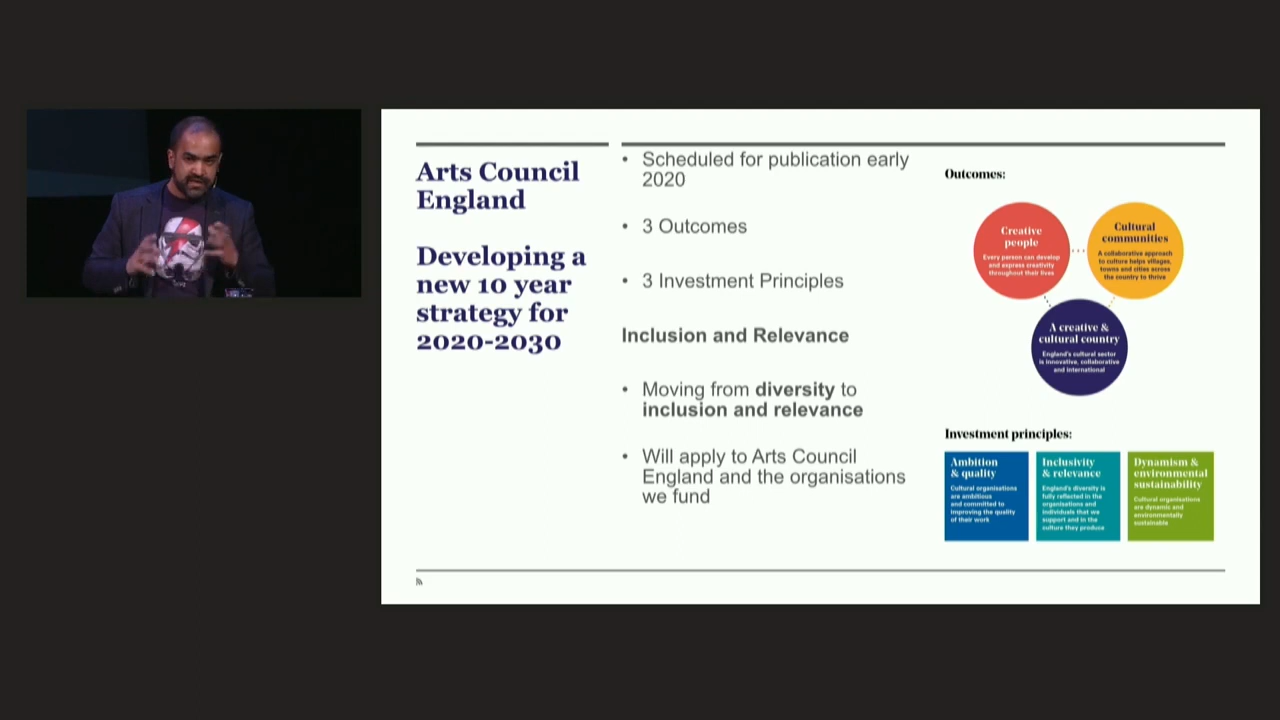 Arts Council
England
Developing a
new 10 year
strategy for
2020-2030
• Scheduled for publication early
2020
• 3 Outcomes
• 3 Investment Principles
Inclusion and Relevance
• Moving from diversity to
inclusion and relevance
• Will apply to Arts Council
England and the organisations
we fund
Outcomes:
Creative
people
Every person can develop
and express creativity
throughout their lives
Cultural
communities
A collaborative approach
to culture helps villages,
towns and cities across
the country to thrive
A creative &
cultural country
England's cultural sector
is innovative, collaborative
and international
Investment principles:
Ambition
& quality
Cultural organisations
are ambitious
and committed to
improving the quality
of their work
Inclusivity
& relevance
England's diversity is
fully reflected in the
organisations and
individuals that we
support and in the
culture they produce
Dynamism &
environmental
sustainability
Cultural organisations
are dynamic and
environmentally
sustainable